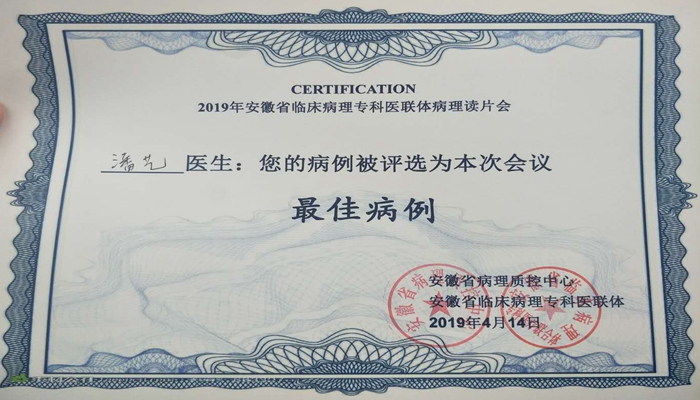 CERTIFICATION
2019年安徽省临床病理专科医联体病理读片会
潘艺 医生：您的病例被评选为本次会议
最佳病例
安徽省病理质控中心
安徽省临床病理专科医联体
2019年4月14日